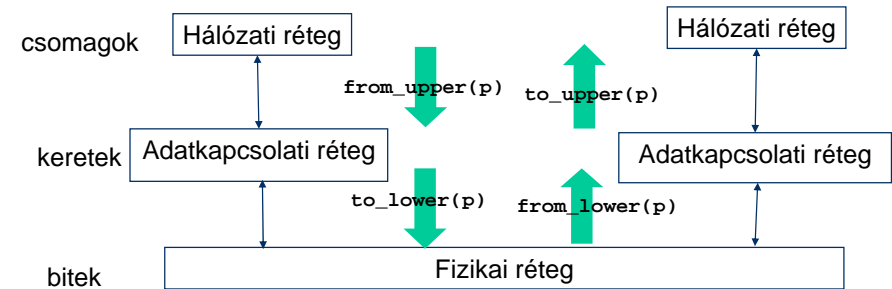 csomagok
Hálózati réteg
Hálózati réteg
from_upper(p)
to_upper(p)
keretek
Adatkapcsolati réteg
Adatkapcsolati réteg
to_lower(p)
from_lower(p)
bitek
Fizikai réteg